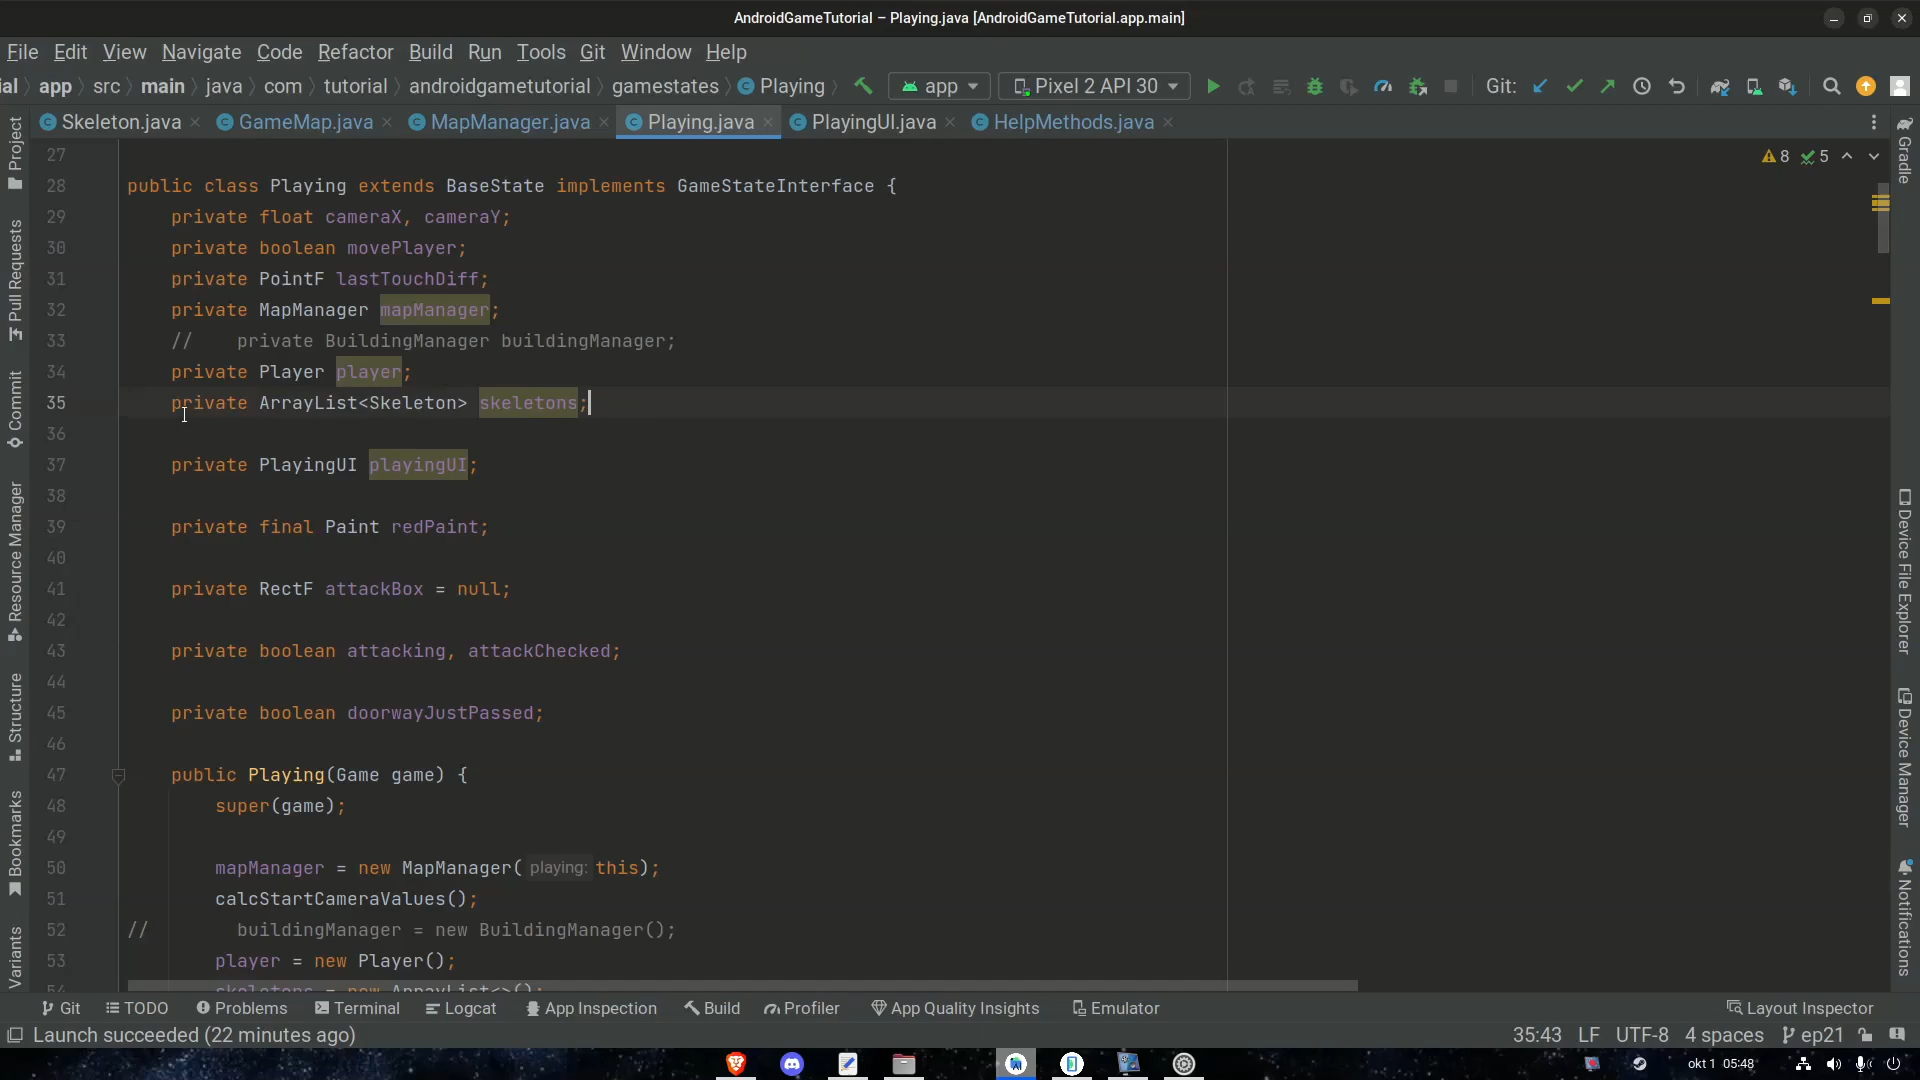 AndroidGameTutorial – Playing.java [AndroidGameTutorial.app.main]
File Edit View Navigate Code Refactor Build Run Tools Git Window Help
ial app src main java com tutorial androidgametutorial gamestates Playing app Pixel 2 API 30 Git:
Skeleton.java GameMap.java MapManager.java Playing.java PlayingUI.java HelpMethods.java
8 5
27
28 public class Playing extends BaseState implements GameStateInterface {
29 private float cameraX, cameraY;
30 private boolean movePlayer;
31 private PointF lastTouchDiff;
32 private MapManager mapManager;
33 // private BuildingManager buildingManager;
34 private Player player;
35 private ArrayList<Skeleton> skeletons;
36
37 private PlayingUI playingUI;
38
39 private final Paint redPaint;
40
41 private RectF attackBox = null;
42
43 private boolean attacking, attackChecked;
44
45 private boolean doorwayJustPassed;
46
47 public Playing(Game game) {
48 super(game);
49
50 mapManager = new MapManager( playing: this);
51 calcStartCameraValues();
52 // buildingManager = new BuildingManager();
53 player = new Player();
54 skeletons = new ArrayList<>();
Project
Pull Requests
Commit
Resource Manager
Structure
Bookmarks
Variants
Gradle
Device File Explorer
Device Manager
Notifications
Git TODO Problems Terminal Logcat App Inspection Build Profiler App Quality Insights Emulator Layout Inspector
Launch succeeded (22 minutes ago) 35:43 LF UTF-8 4 spaces ep21
okt 1 05:48